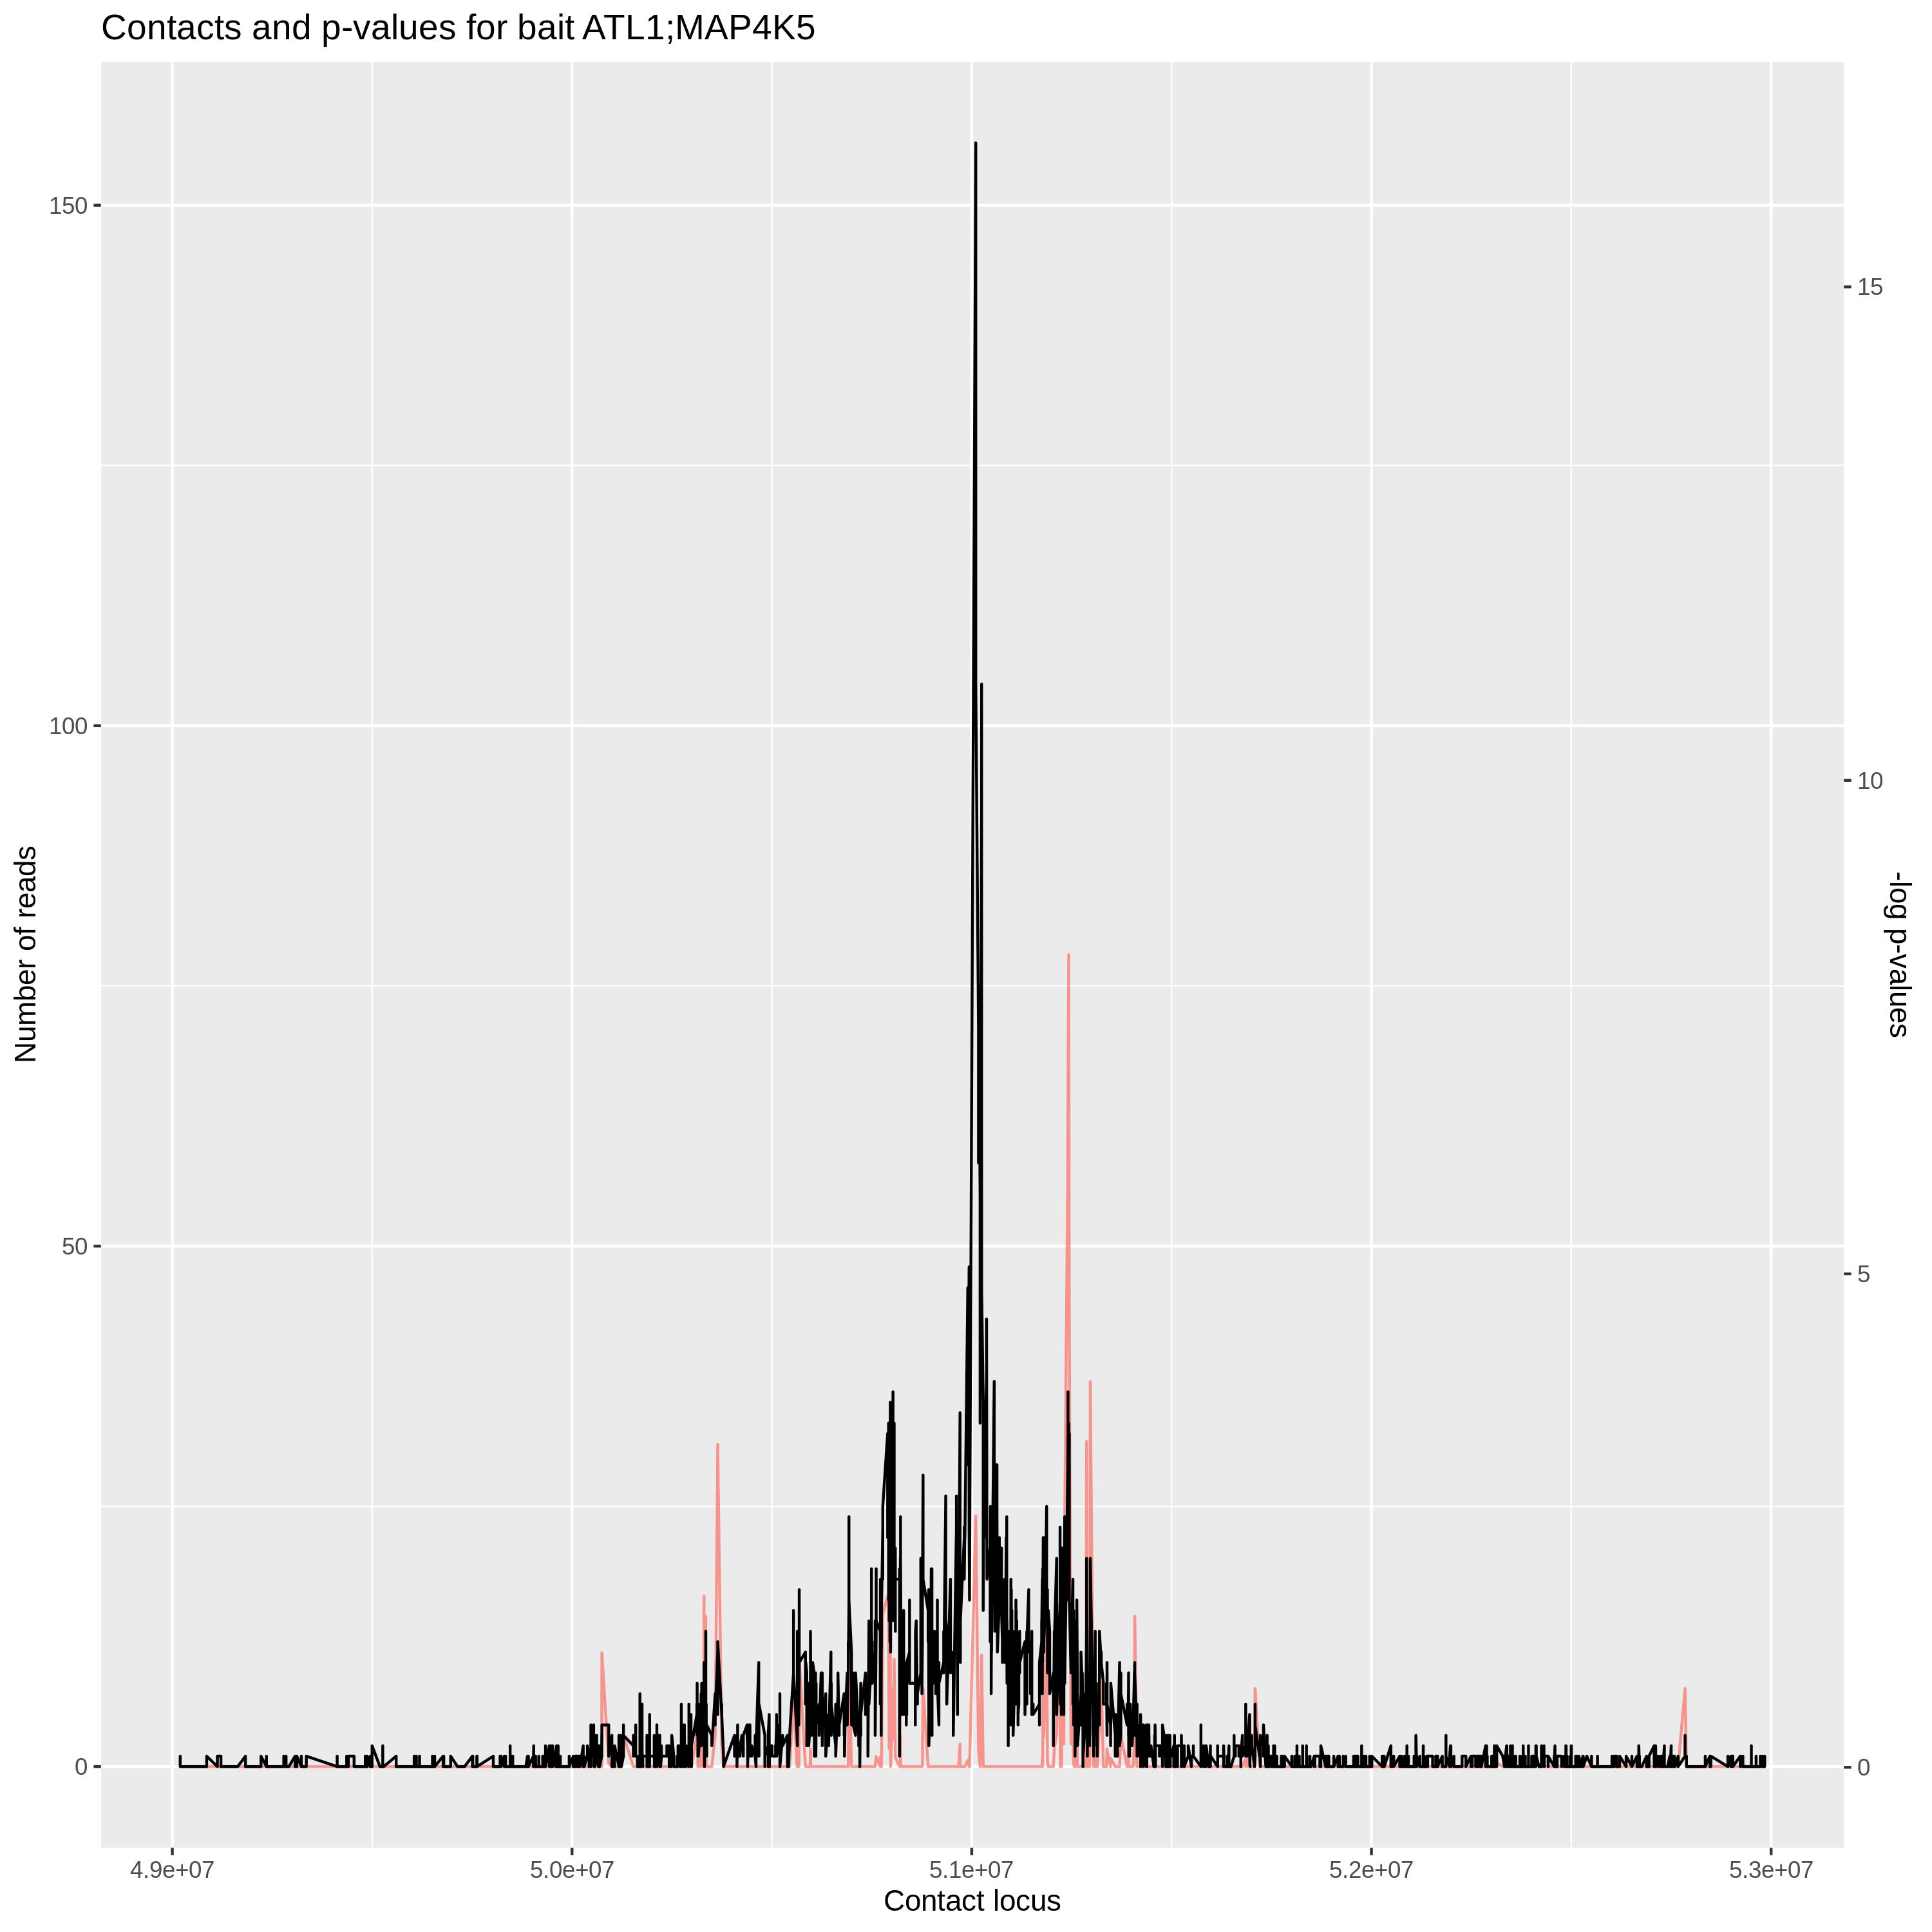 Contacts and p-values for bait ATL1;MAP4K5
150
100
50
0
Number of reads
15
10
5
0
-log p-values
4.9e+07 5.0e+07 5.1e+07 5.2e+07 5.3e+07
Contact locus